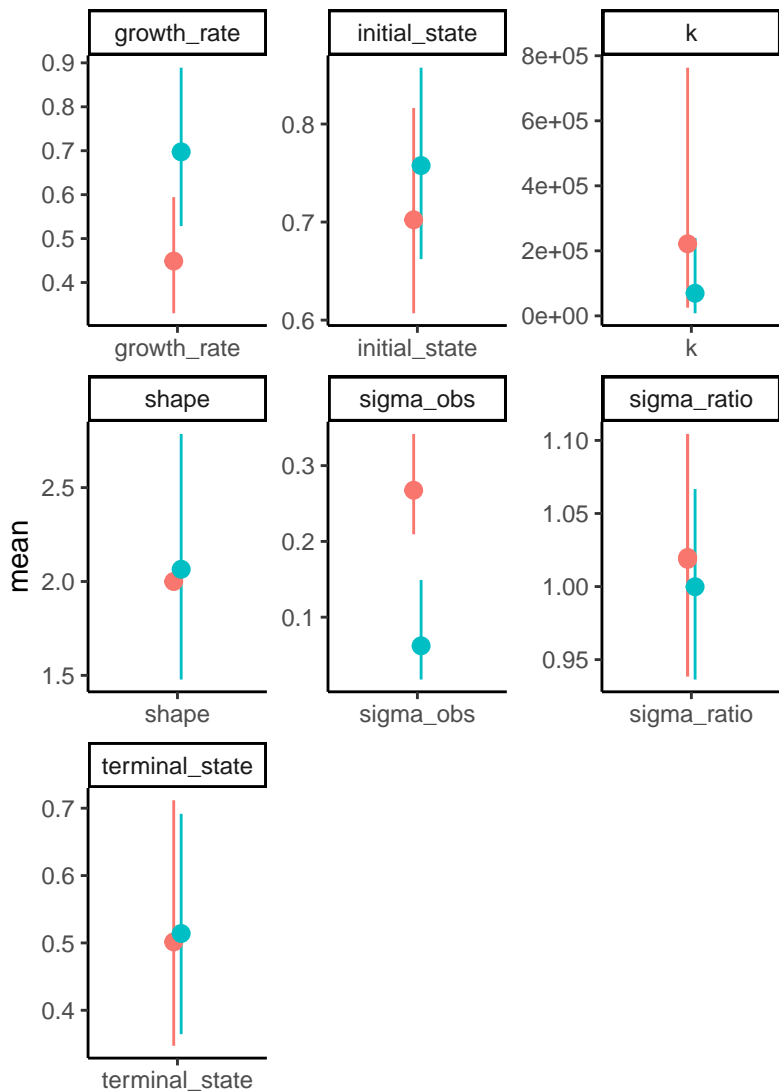 growth_rate
initial_state
k
0.9
0.8
0.7
0.6
0.5
0.4
0.8
0.7
0.6
8e+05
6e+05
4e+05
2e+05
0e+00
growth_rate
initial_state
k
shape
sigma_obs
sigma_ratio
mean
2.5
2.0
1.5
0.3
0.2
0.1
1.10
1.05
1.00
0.95
shape
sigma_obs
sigma_ratio
terminal_state
0.7
0.6
0.5
0.4
terminal_state